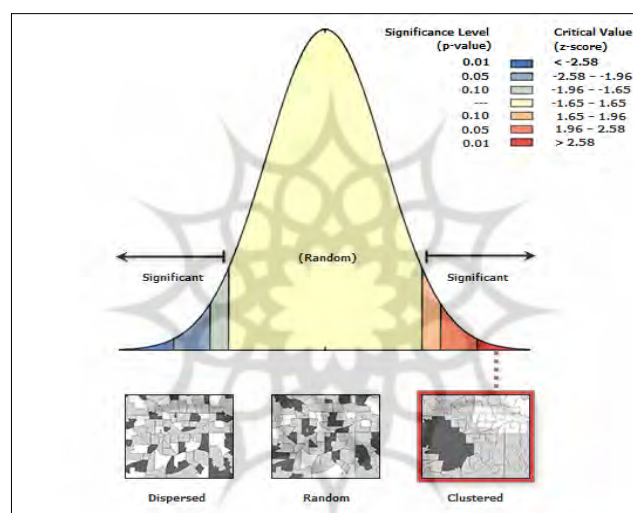 Significance Level Critical Value
(p-value) (z-score)
0.01 < -2.58
0.05 -2.58 – -1.96
0.10 -1.96 – -1.65
--- -1.65 – 1.65
0.10 1.65 – 1.96
0.05 1.96 – 2.58
0.01 > 2.58
(Random)
Significant Significant
Dispersed Random Clustered